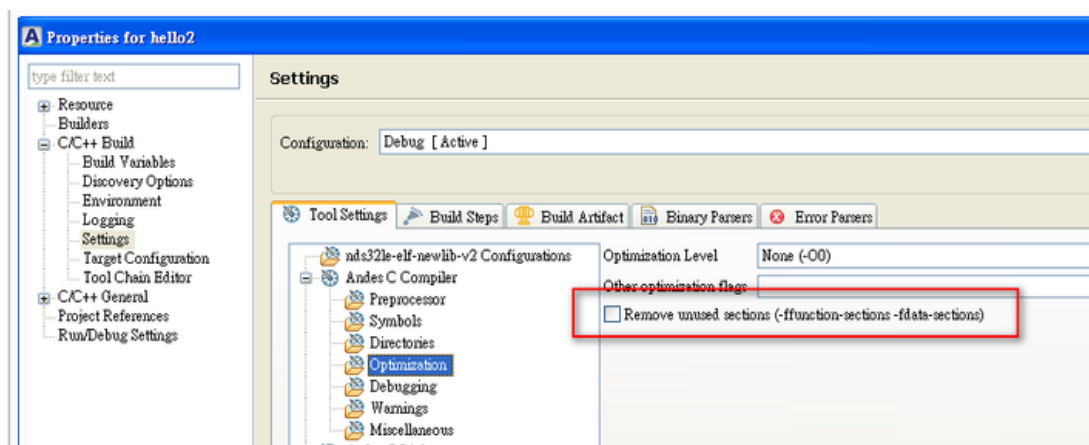 Properties for hello2
type filter text
Resource
Builders
C/C++ Build
Build Variables
Discovery Options
Environment
Logging
Settings
Target Configuration
Tool Chain Editor
C/C++ General
Project References
Run/Debug Settings
Settings
Configuration: Debug [ Active ]
Tool Settings Build Steps Build Artifact Binary Parsers Error Parsers
nds32le-elf-newlib-v2 Configurations
Andes C Compiler
Preprocessor
Symbols
Directories
Optimization
Debugging
Warnings
Miscellaneous
Optimization Level None (-O0)
Other optimization flags
Remove unused sections (-ffunction-sections -fdata-sections)